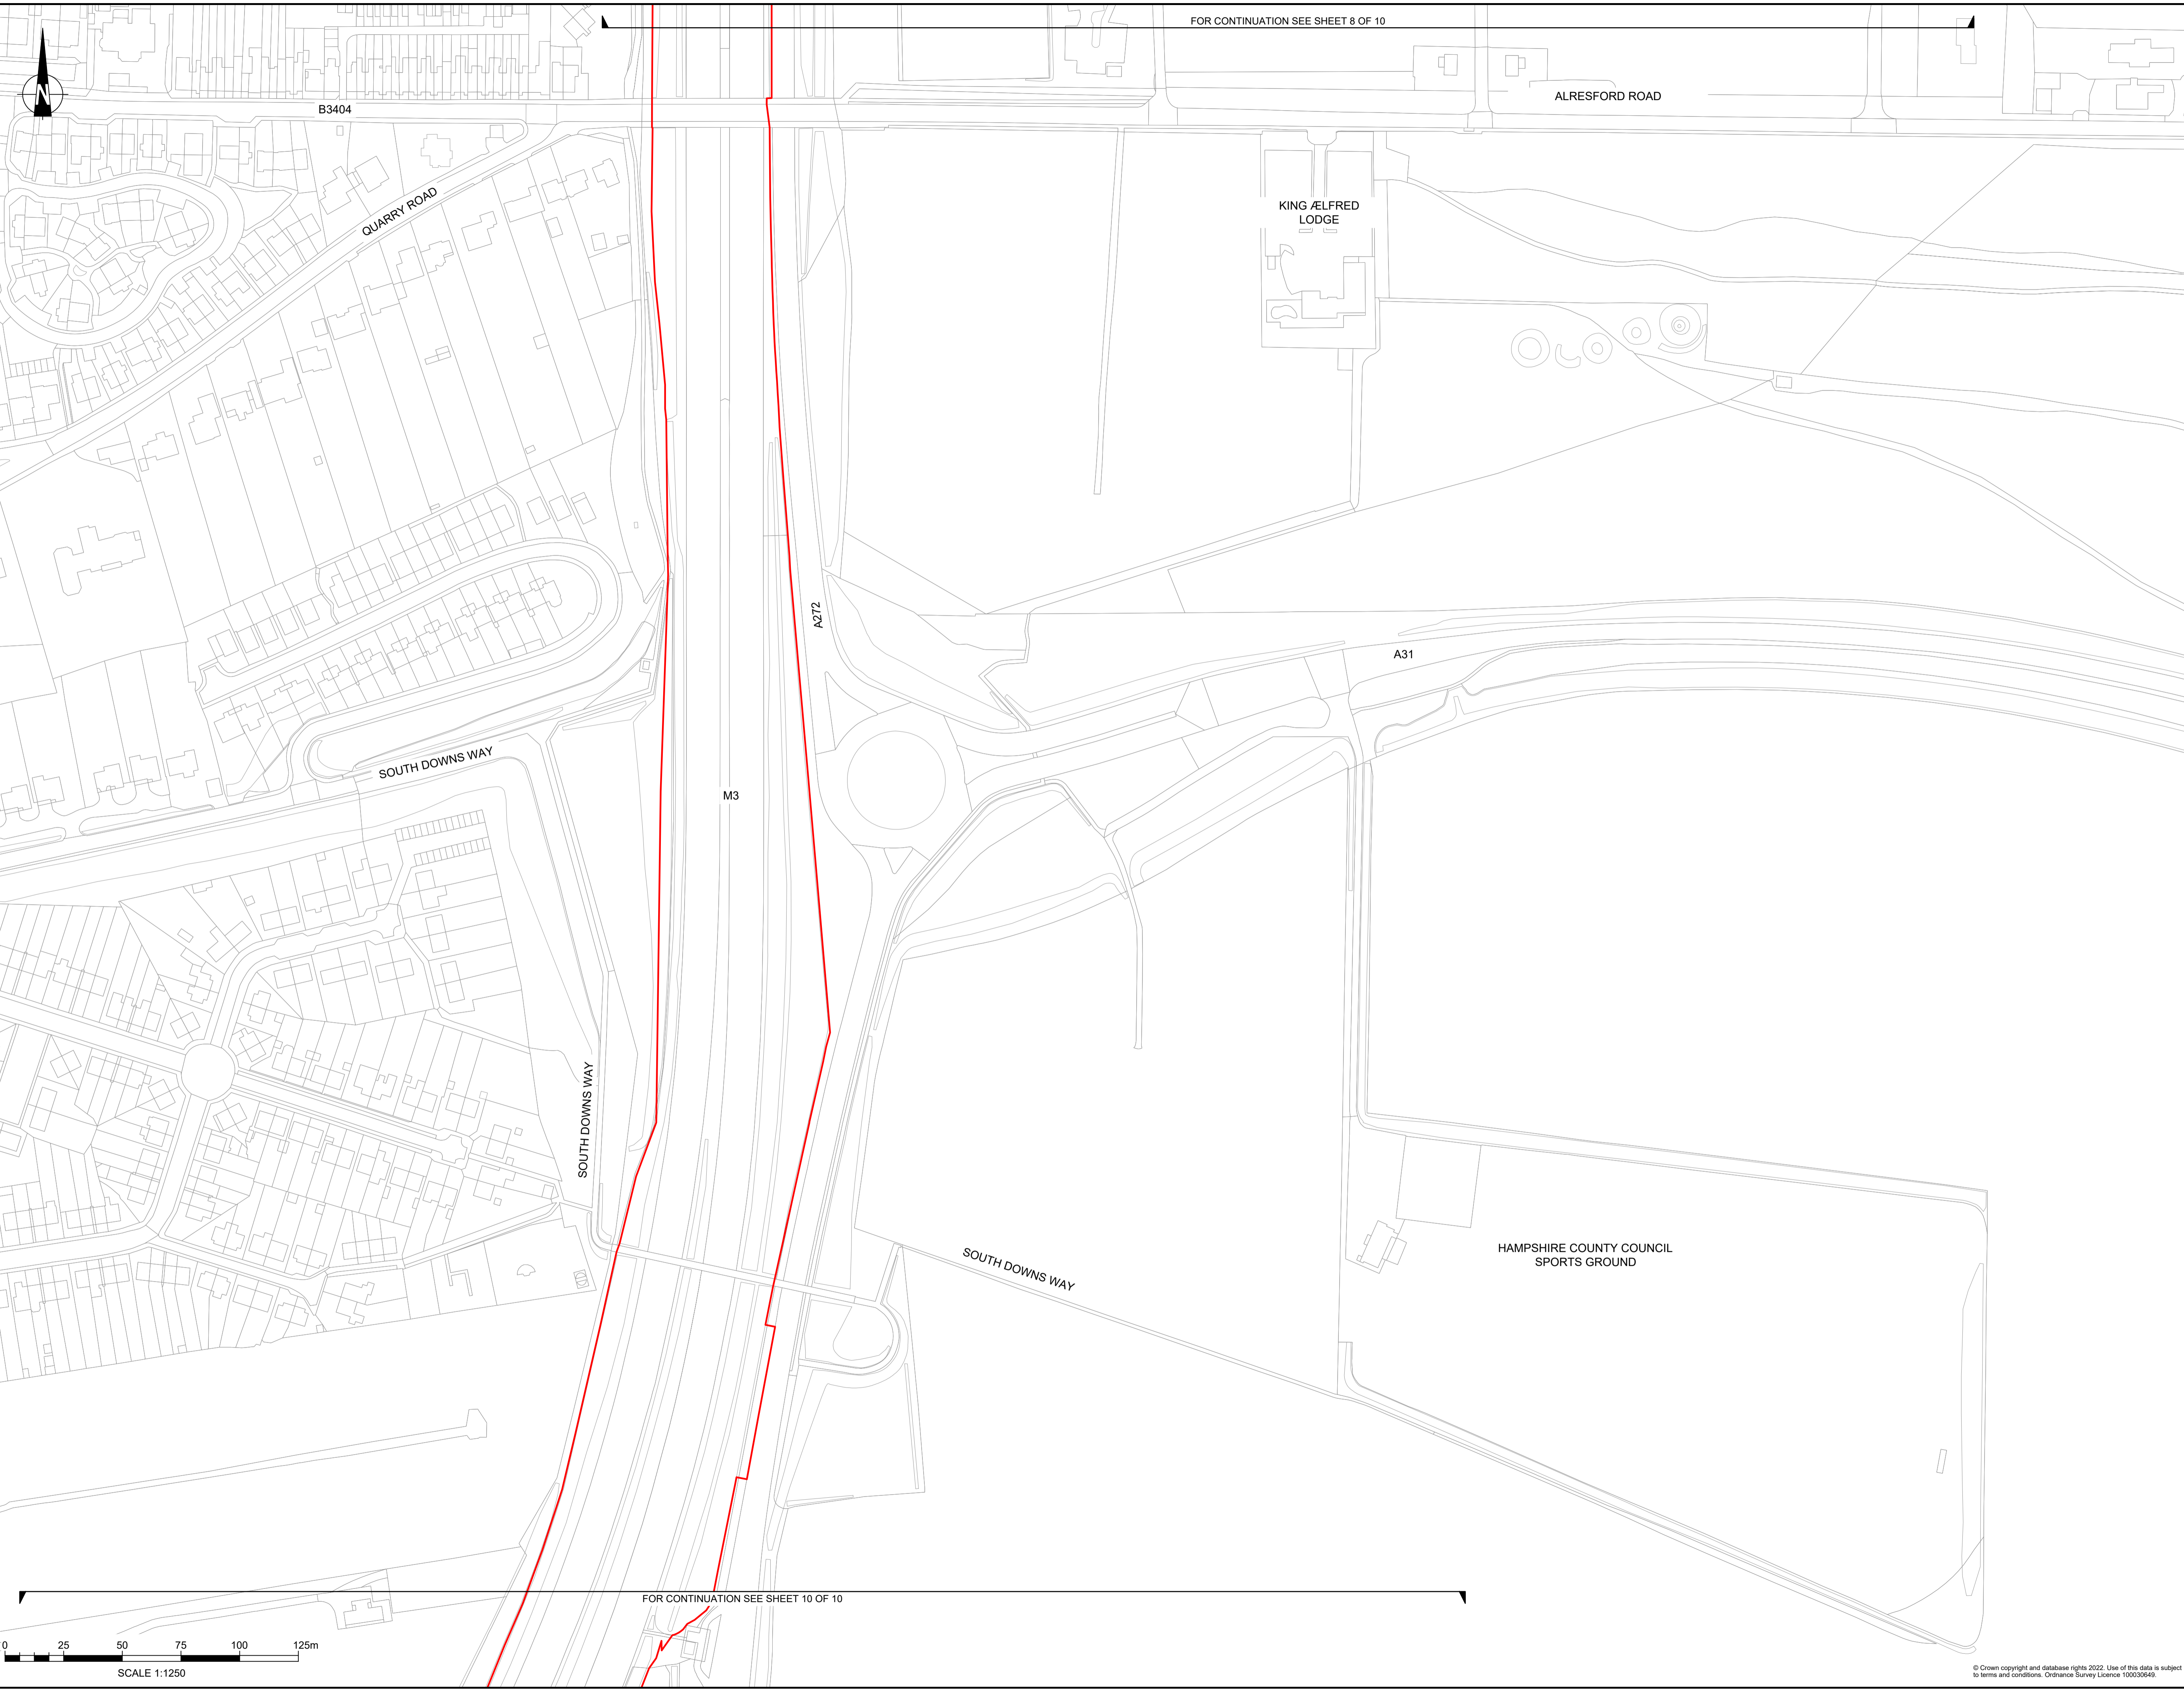 FOR CONTINUATION SEE SHEET 8 OF 10
N
B3404
ALRESFORD ROAD
QUARRY ROAD
KING ÆLFRED
LODGE
A272
A31
SOUTH DOWNS WAY
M3
SOUTH DOWNS WAY
SOUTH DOWNS WAY
HAMPSHIRE COUNTY COUNCIL
SPORTS GROUND
FOR CONTINUATION SEE SHEET 10 OF 10
0 25 50 75 100 125m
SCALE 1:1250
© Crown copyright and database rights 2022. Use of this data is subject
to terms and conditions. Ordnance Survey Licence 100030649.